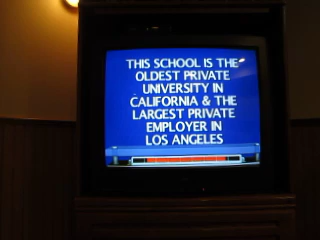 THIS SCHOOL IS THE
OLDEST PRIVATE
UNIVERSITY IN
CALIFORNIA & THE
LARGEST PRIVATE
EMPLOYER IN
LOS ANGELES